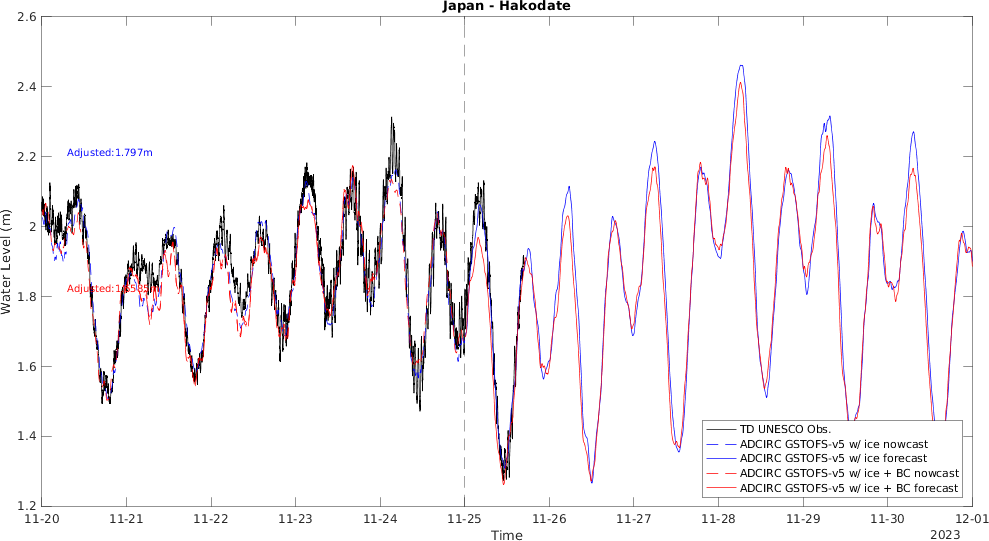 Japan - Hakodate
2.6
2.4
2.2
2
1.8
1.6
1.4
1.2
Water Level (m)
Adjusted:1.797m
TD UNESCO Obs.
ADCIRC GSTOFS-v5 w/ ice nowcast
ADCIRC GSTOFS-v5 w/ ice forecast
ADCIRC GSTOFS-v5 w/ ice + BC nowcast
ADCIRC GSTOFS-v5 w/ ice + BC forecast
11-20 11-21 11-22 11-23 11-24 11-25 11-26 11-27 11-28 11-29 11-30 12-01
Time
2023